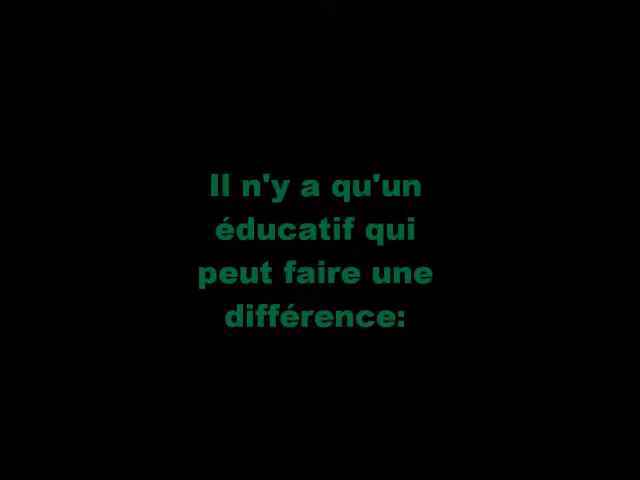 Il n'y a qu'un
éducatif qui
peut faire une
différence: